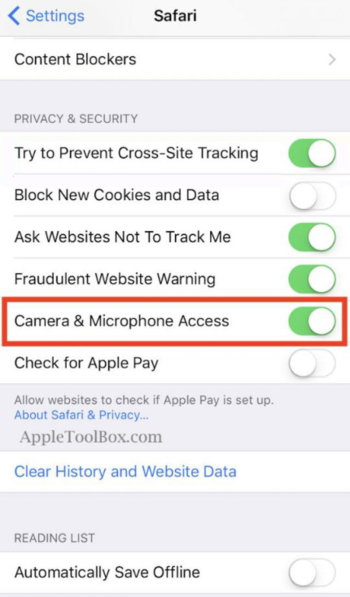 Settings
Safari
Content Blockers
PRIVACY & SECURITY
Try to Prevent Cross-Site Tracking
Block New Cookies and Data
Ask Websites Not To Track Me
Fraudulent Website Warning
Camera & Microphone Access
Check for Apple Pay
Allow websites to check if Apple Pay is set up.
About Safari & Privacy...
AppleToolBox.com
Clear History and Website Data
READING LIST
Automatically Save Offline